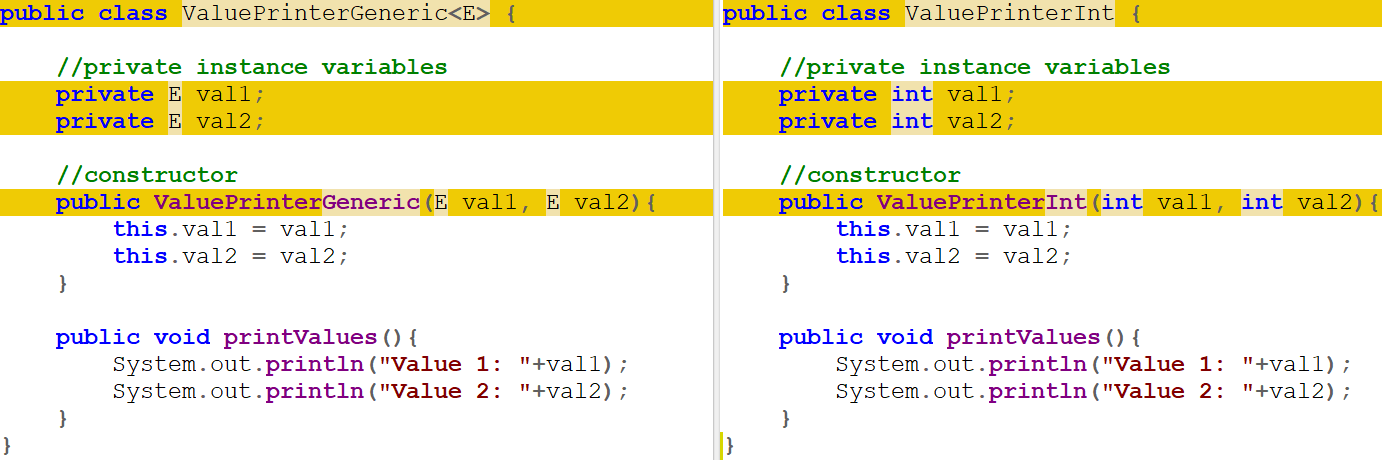 public class ValuePrinterGeneric<E> {
//private instance variables
private E val1;
private E val2;
//constructor
public ValuePrinterGeneric(E val1, E val2){
this.val1 = val1;
this.val2 = val2;
}
public void printValues(){
System.out.println("Value 1: "+val1);
System.out.println("Value 2: "+val2);
}
}
public class ValuePrinterInt {
//private instance variables
private int val1;
private int val2;
//constructor
public ValuePrinterInt(int val1, int val2){
this.val1 = val1;
this.val2 = val2;
}
public void printValues(){
System.out.println("Value 1: "+val1);
System.out.println("Value 2: "+val2);
}
}